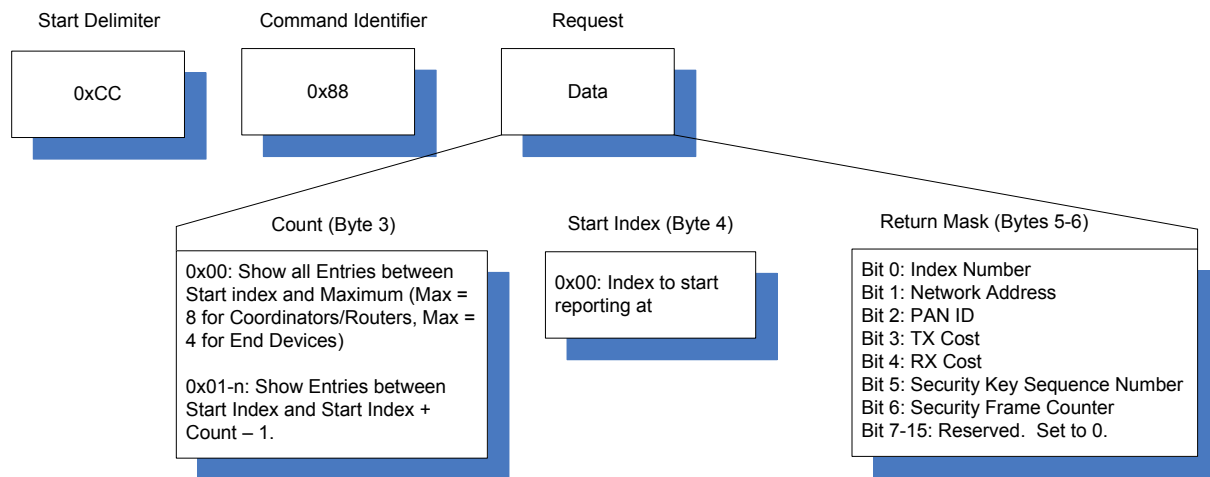 Start Delimiter
Command Identifier
Request
0xCC
0x88
Data
Count (Byte 3)
0x00: Show all Entries between
Start index and Maximum (Max =
8 for Coordinators/Routers, Max =
4 for End Devices)
0x01-n: Show Entries between
Start Index and Start Index +
Count – 1.
Start Index (Byte 4)
0x00: Index to start
reporting at
Return Mask (Bytes 5-6)
Bit 0: Index Number
Bit 1: Network Address
Bit 2: PAN ID
Bit 3: TX Cost
Bit 4: RX Cost
Bit 5: Security Key Sequence Number
Bit 6: Security Frame Counter
Bit 7-15: Reserved.  Set to 0.